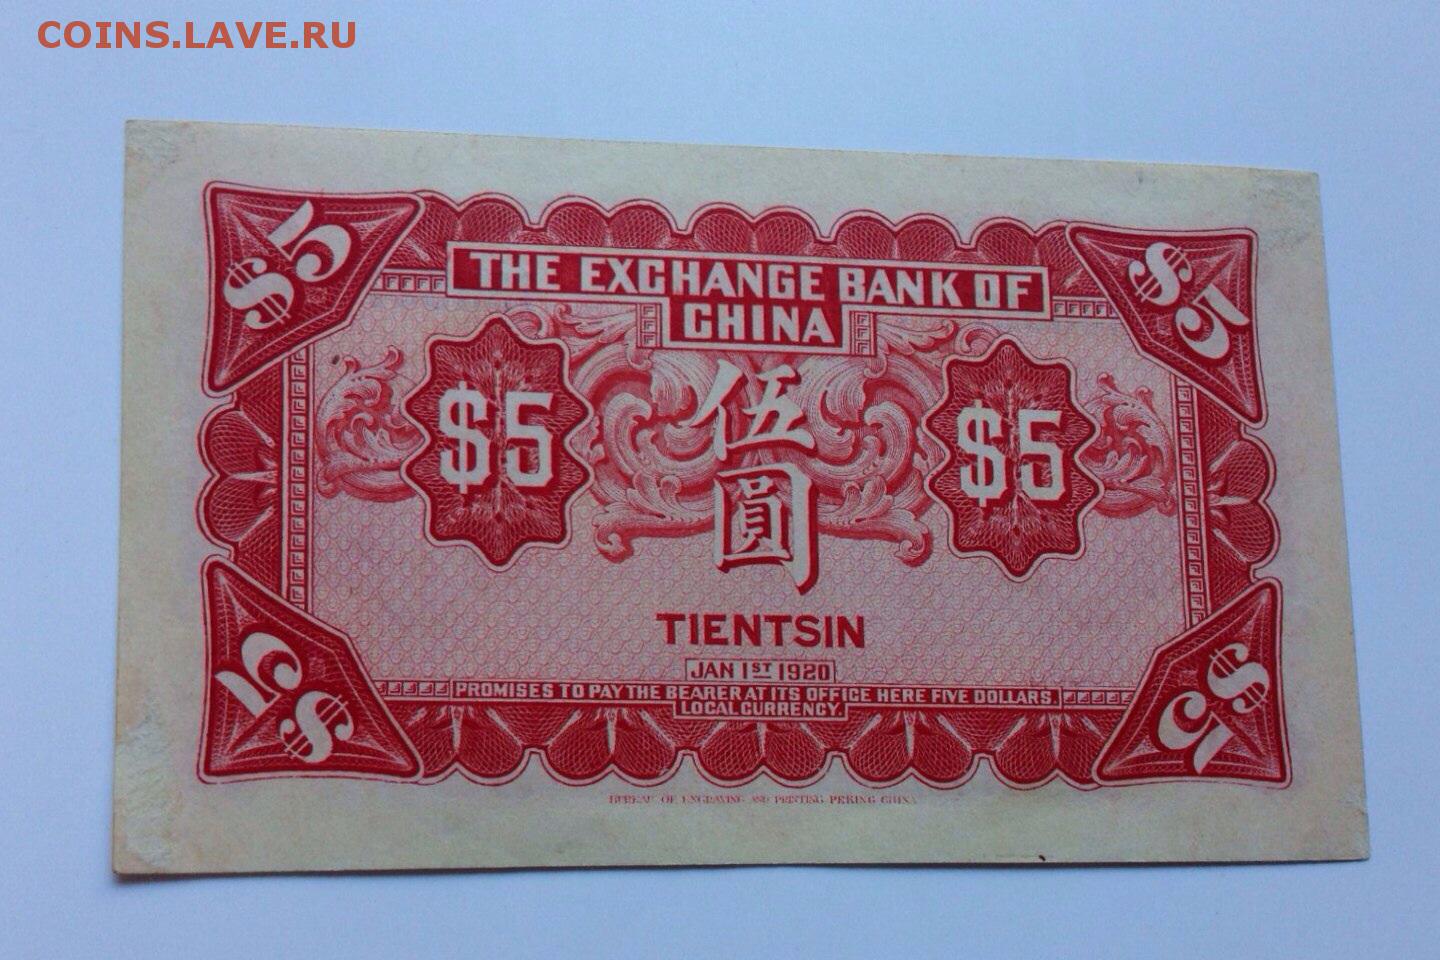 COINS.LAVE.RU
$5
$5
THE EXCHANGE BANK OF
CHINA
$5
伍圓
$5
TIENTSIN
JAN 1ST 1920
PROMISES TO PAY THE BEARER AT ITS OFFICE HERE FIVE DOLLARS.
LOCAL CURRENCY.
$5
$5
BUREAU OF ENGRAVING AND PRINTING PEKING CHINA